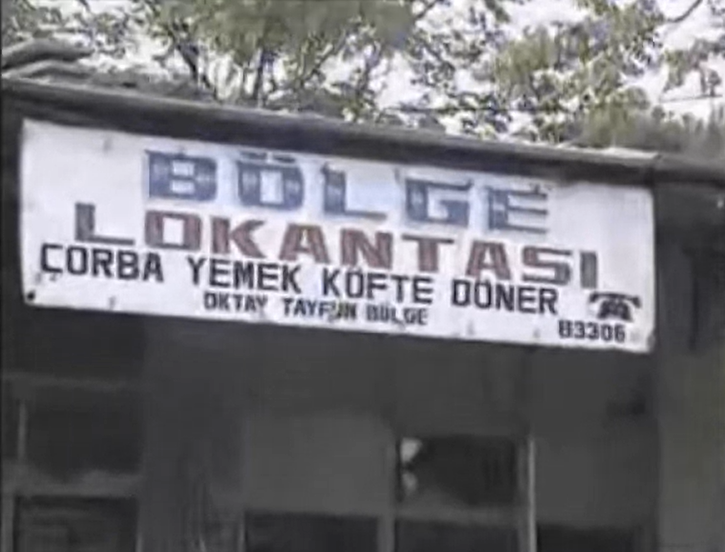 BÖLGE
LOKANTASI
ÇORBA YEMEK KÖFTE DÖNER
OKTAY TAYFUN BÖLGE
83306